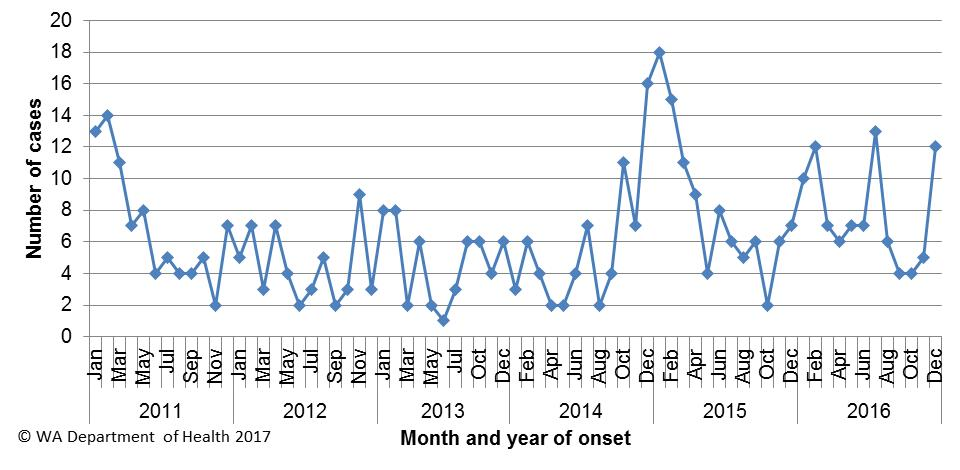 20
18
16
14
12
10
8
6
4
2
0
Number of cases
Jan Mar May Jul Sep Nov Jan Mar May Jul Sep Nov Jan Mar May Jul Oct Dec Feb Apr Jun Aug Oct Dec Feb Apr Jun Aug Oct Dec Feb Apr Jun Aug Oct Dec
2011 2012 2013 2014 2015 2016
© WA Department of Health 2017
Month and year of onset